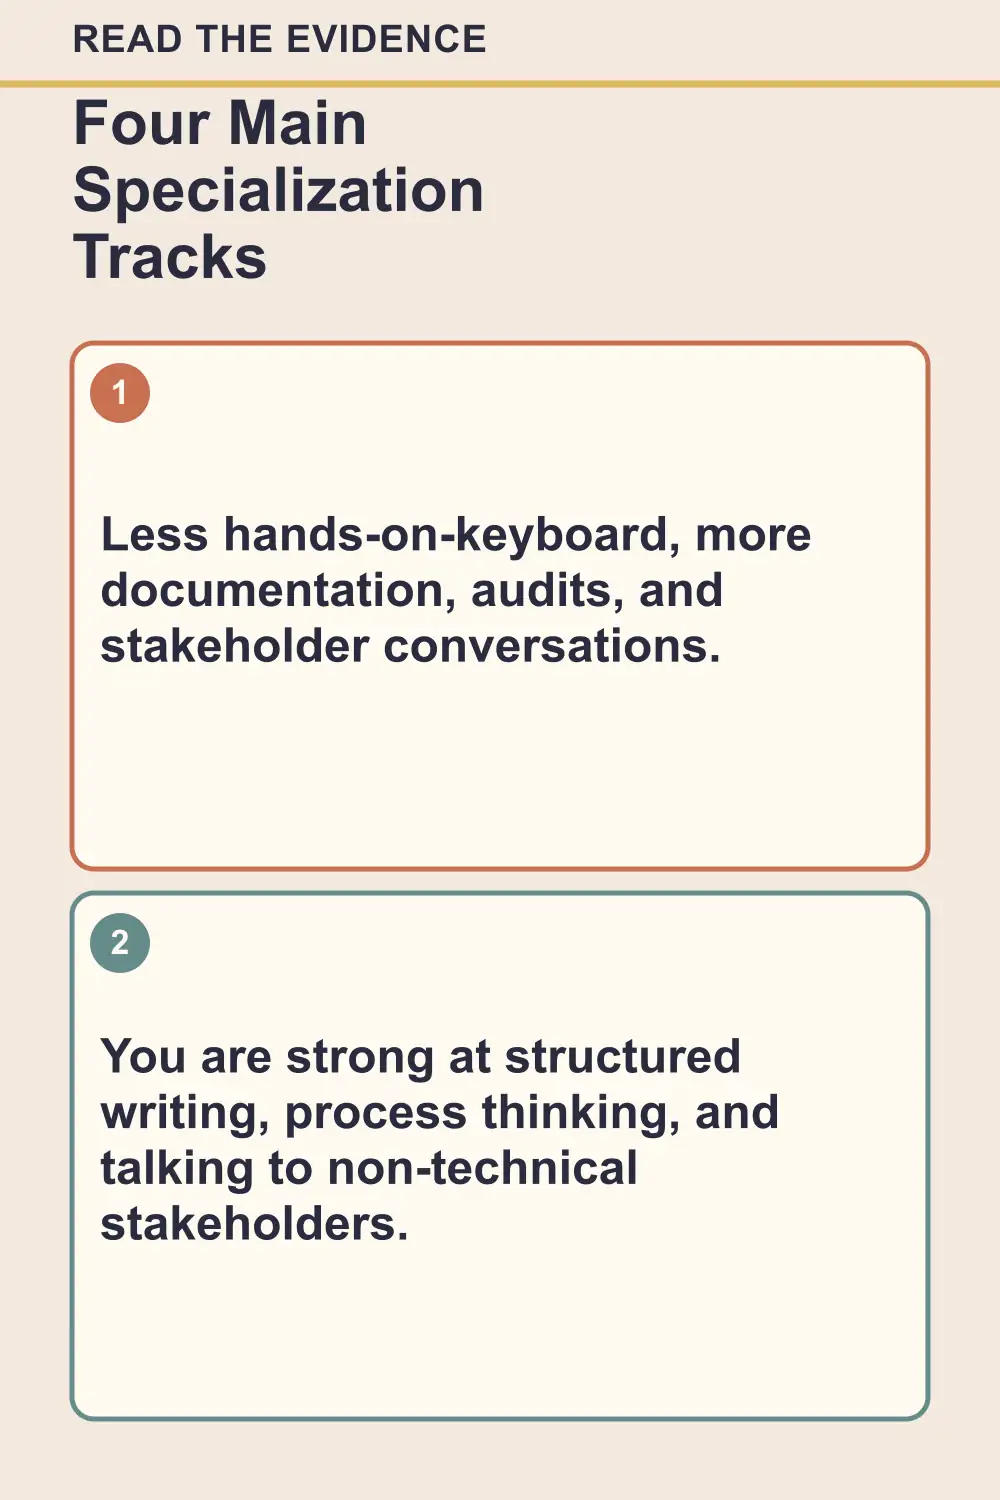 READ THE EVIDENCE
Four Main
Specialization
Tracks
1
Less hands-on-keyboard, more
documentation, audits, and
stakeholder conversations.
2
You are strong at structured
writing, process thinking, and
talking to non-technical
stakeholders.